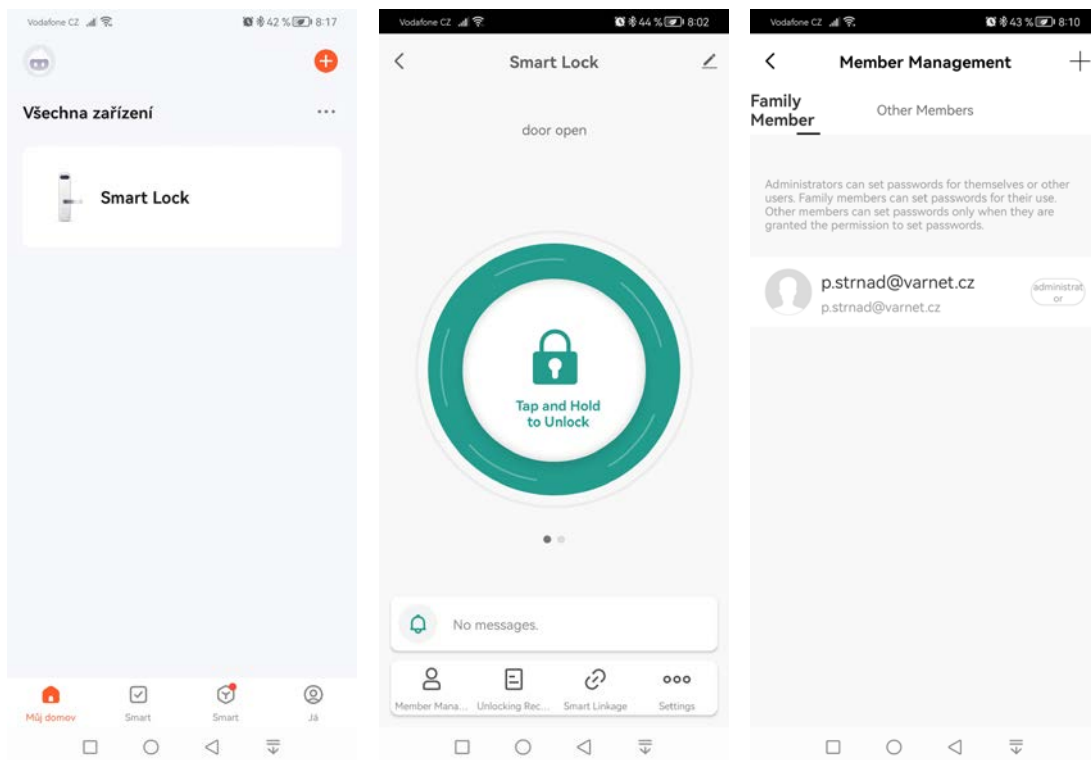 Vodafone CZ 42 % 8:17
Všechna zařízení
Smart Lock
Můj domov
Smart
Smart
Já
Vodafone CZ 44 % 8:02
Smart Lock
door open
Tap and Hold
to Unlock
No messages.
Member Mana...
Unlocking Rec...
Smart Linkage
Settings
Vodafone CZ 43 % 8:10
Member Management
Family
Member
Other Members
Administrators can set passwords for themselves or other
users. Family members can set passwords for their use.
Other members can set passwords only when they are
granted the permission to set passwords.
p.strnad@varnet.cz
p.strnad@varnet.cz
administrat
or